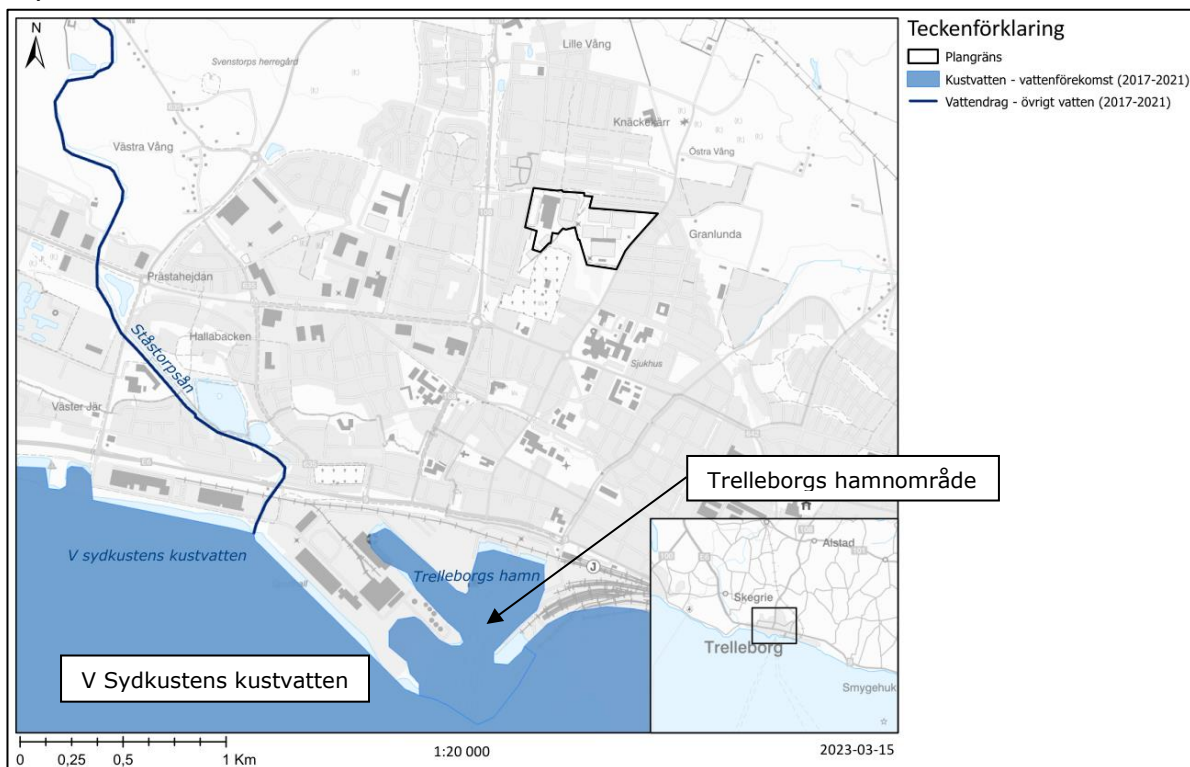 Teckenförklaring
Plangräns
Kustvatten - vattenförekomst (2017-2021)
Vattendrag - övrigt vatten (2017-2021)
N
Lille Vång
Svenstorps herregård
Knäckekärr
Västra Vång
Östra Vång
Granlunda
Prästahejdan
Hallabacken
Ståstorpsån
Sjukhus
Väster Jär
Trelleborgs hamnområde
V sydkustens kustvatten
Trelleborgs hamn
J
Alstad
Skegrie
Trelleborg
Smygehuk
V Sydkustens kustvatten
0 0,25 0,5 1 Km
1:20 000
2023-03-15